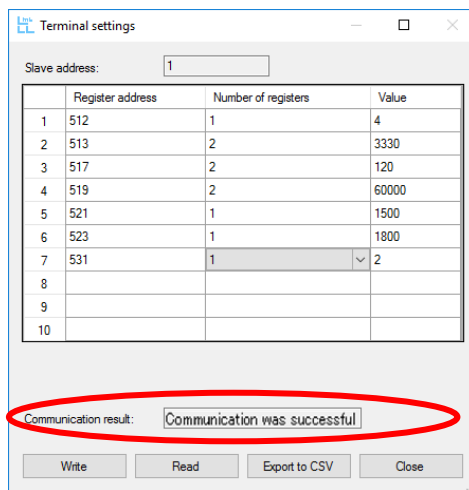 Terminal settings
Slave address: 1
Register address Number of registers Value
1 512 1 4
2 513 2 3330
3 517 2 120
4 519 2 60000
5 521 1 1500
6 523 1 1800
7 531 1 2
8
9
10
Communication result: Communication was successful
Write Read Export to CSV Close